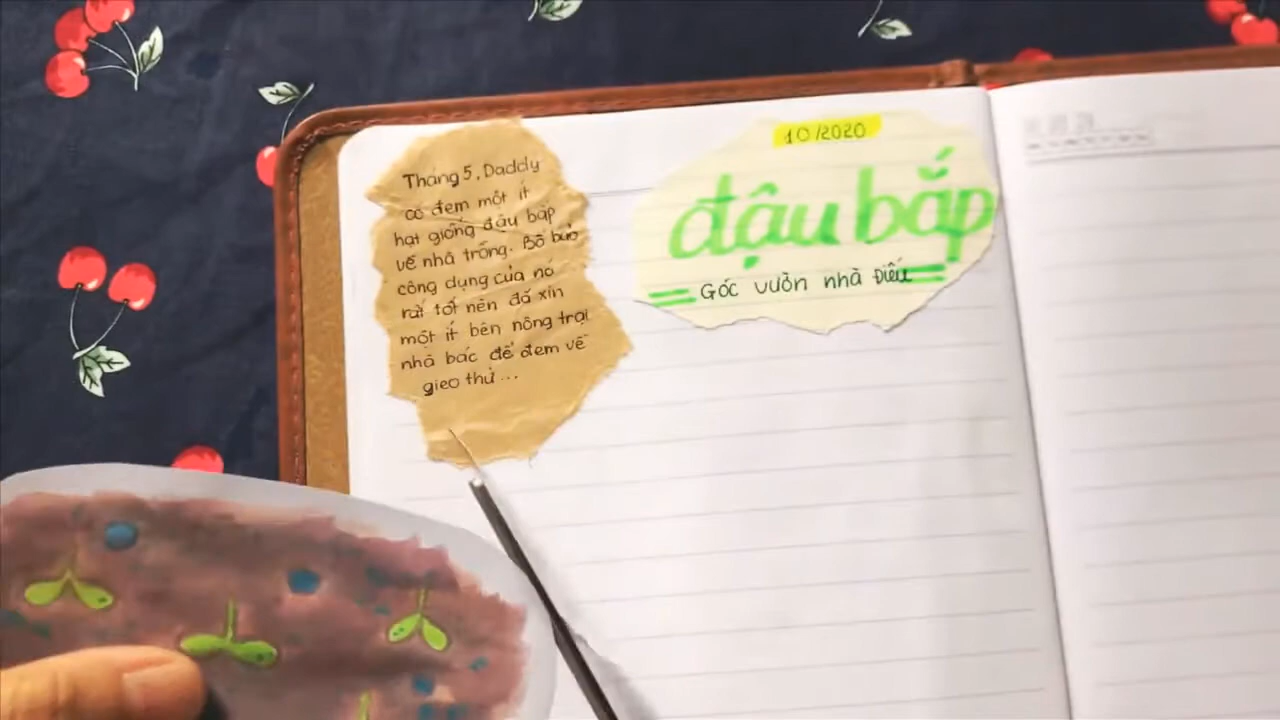 Tháng 5, Daddy
có đem một ít
hạt giống đậu bắp
về nhà trồng. Bố bảo
công dụng của nó
rất tốt nên đã xin
một ít bên nông trại
nhà bác để đem về
gieo thử...
10/2020
đậu bắp
Góc vườn nhà Điếu